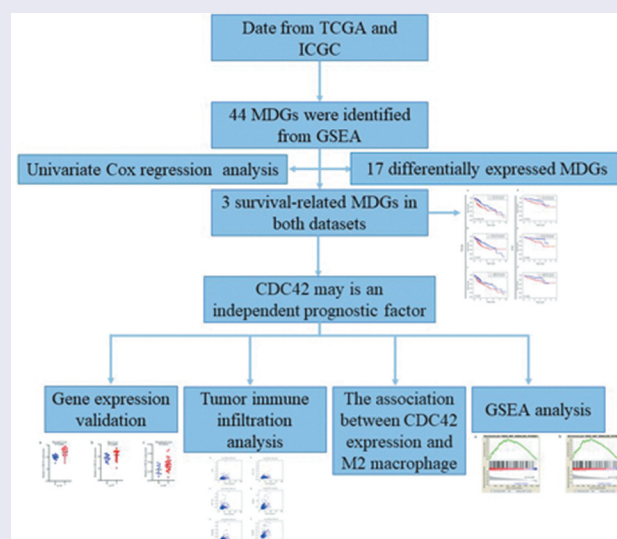 Date from TCGA and
ICGC
44 MDGs were identified
from GSEA
Univariate Cox regression analysis
17 differentially expressed MDGs
3 survival-related MDGs in
both datasets
CDC42 may is an
independent prognostic factor
Gene expression
validation
Tumor immune
infiltration
analysis
The association
between CDC42
expression and
M2 macrophage
GSEA analysis